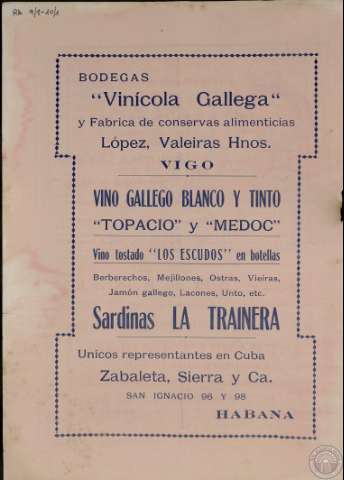 BODEGAS
"Vinícola Gallega"
y Fabrica de conservas alimenticias
López, Valeiras Hnos.
VIGO
VINO GALLEGO BLANCO Y TINTO
"TOPACIO" y "MEDOC"
Vino tostado "LOS ESCUDOS" en botellas
Berberechos, Mejillones, Ostras, Vieiras,
Jamón gallego, Lacones, Unto, etc.
Sardinas LA TRAINERA
Unicos representantes en Cuba
Zabaleta, Sierra y Ca.
SAN IGNACIO 96 Y 98
HABANA